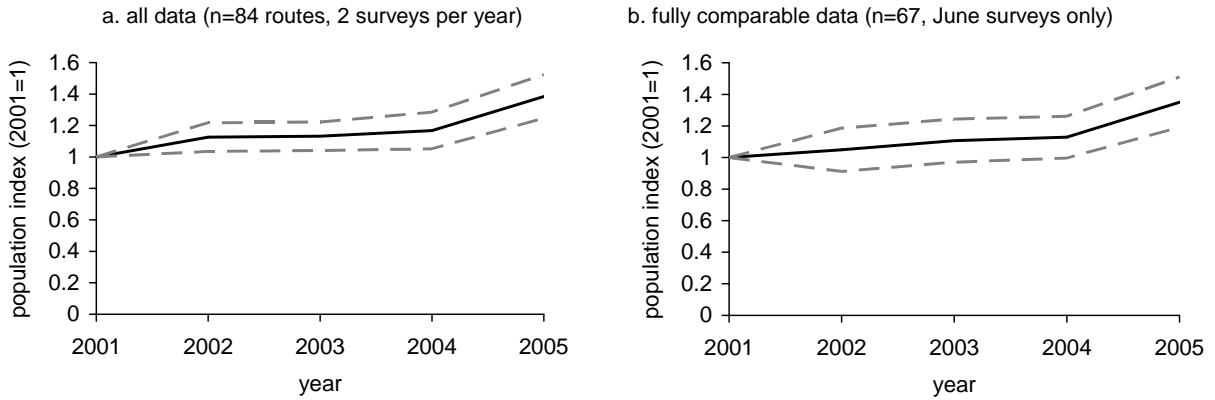 a. all data (n=84 routes, 2 surveys per year)
population index (2001=1)
1.6
1.4
1.2
1
0.8
0.6
0.4
0.2
0
2001 2002 2003 2004 2005
year
b. fully comparable data (n=67, June surveys only)
population index (2001=1)
1.6
1.4
1.2
1
0.8
0.6
0.4
0.2
0
2001 2002 2003 2004 2005
year